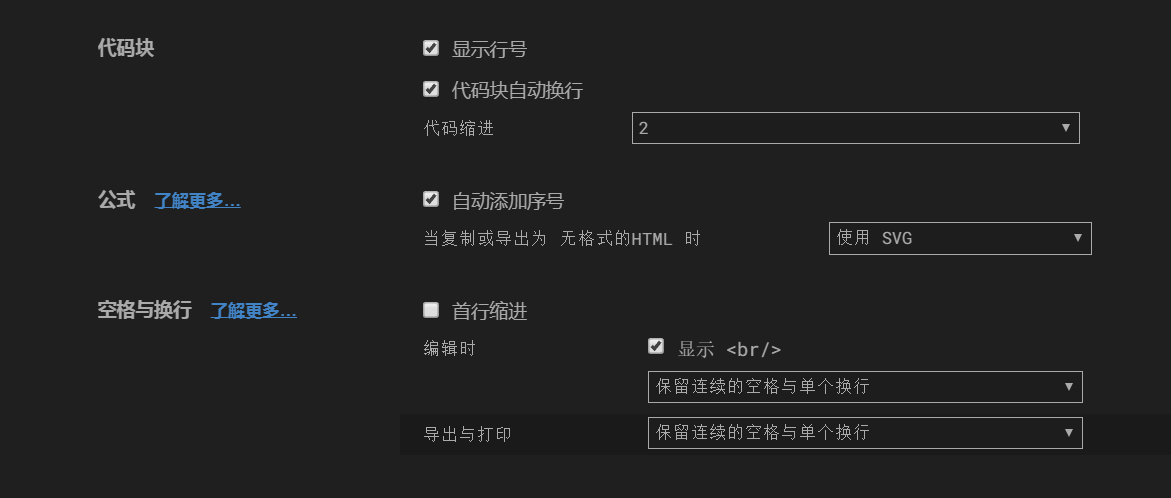 代码块
显示行号
代码块自动换行
代码缩进 2
公式 了解更多...
自动添加序号
当复制或导出为 无格式的HTML 时 使用 SVG
空格与换行 了解更多...
首行缩进
编辑时 显示 <br/>
保留连续的空格与单个换行
导出与打印 保留连续的空格与单个换行